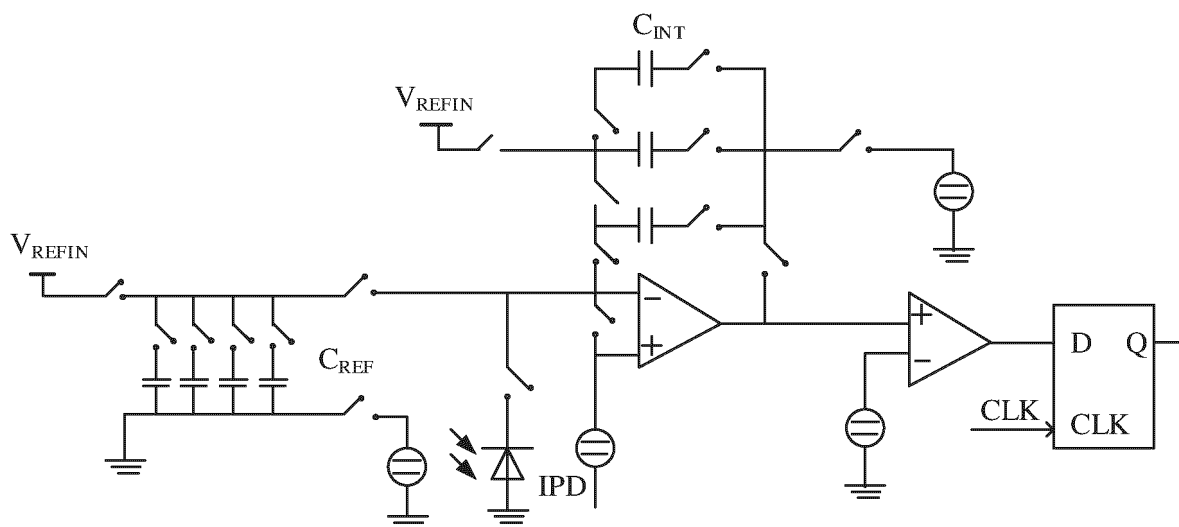 C_INT
V_REFIN
V_REFIN
C_REF
IPD
+
−
−
+
+
−
D Q
CLK
CLK